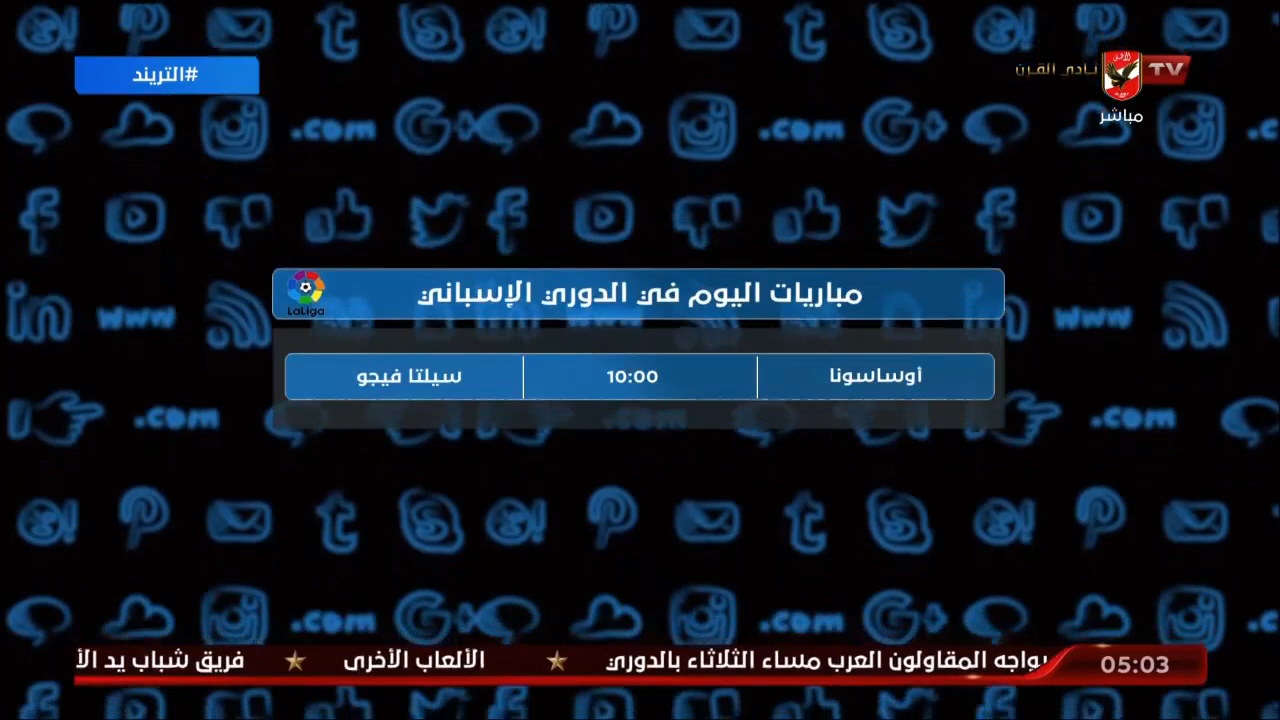 #التريند
نادي القرن
TV
مباشر
مباريات اليوم في الدوري الإسباني
LaLiga
أوساسونا
10:00
سيلتا فيجو
05:03
يواجه المقاولون العرب مساء الثلاثاء بالدوري
الألعاب الأخرى
فريق شباب يد الأ